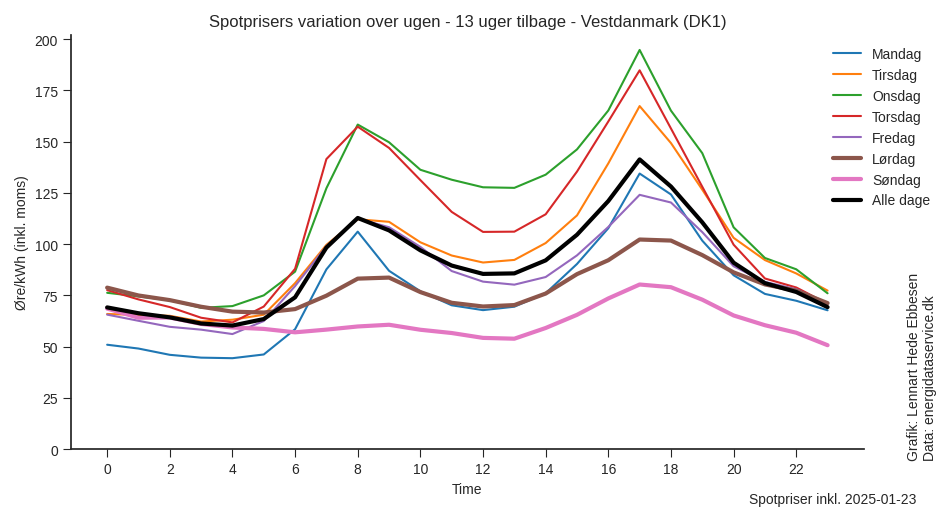 Spotprisers variation over ugen - 13 uger tilbage - Vestdanmark (DK1)
Øre/kWh (inkl. moms)
200
175
150
125
100
75
50
25
0
0 2 4 6 8 10 12 14 16 18 20 22
Time
Mandag
Tirsdag
Onsdag
Torsdag
Fredag
Lørdag
Søndag
Alle dage
Grafik: Lennart Hede Ebbesen
Data: energidataservice.dk
Spotpriser inkl. 2025-01-23